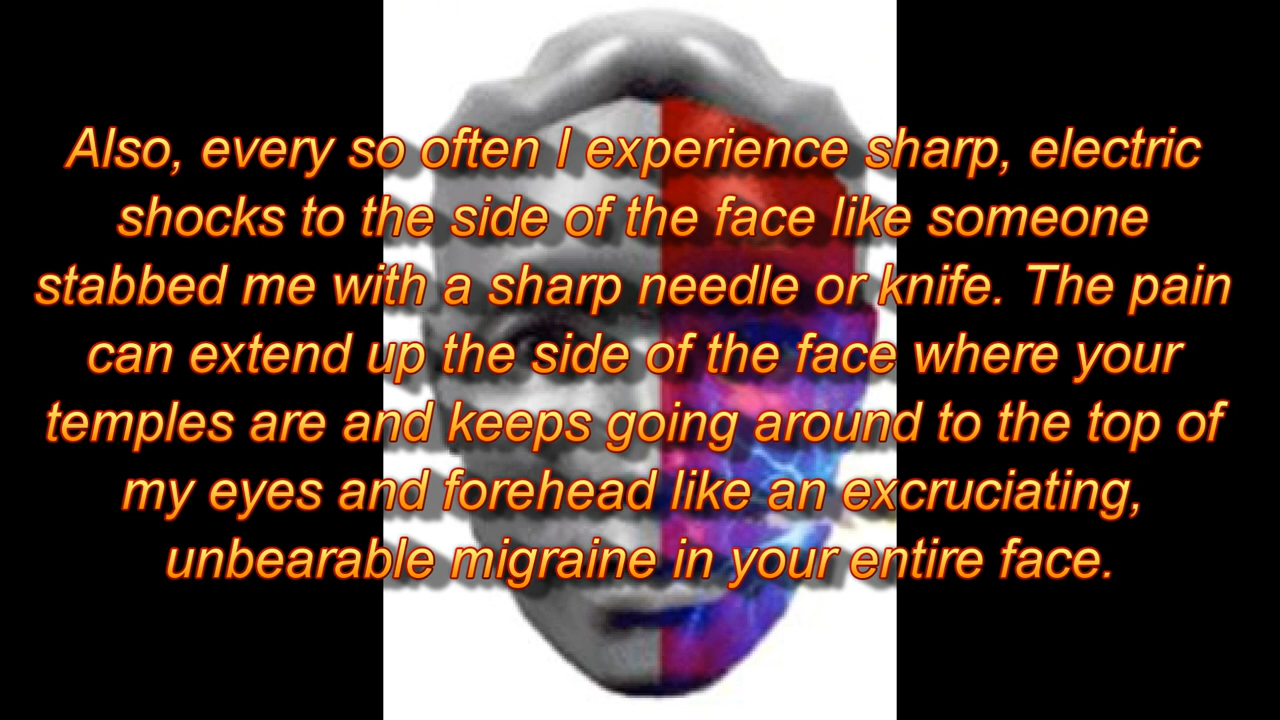 Also, every so often I experience sharp, electric
shocks to the side of the face like someone
stabbed me with a sharp needle or knife. The pain
can extend up the side of the face where your
temples are and keeps going around to the top of
my eyes and forehead like an excruciating,
unbearable migraine in your entire face.